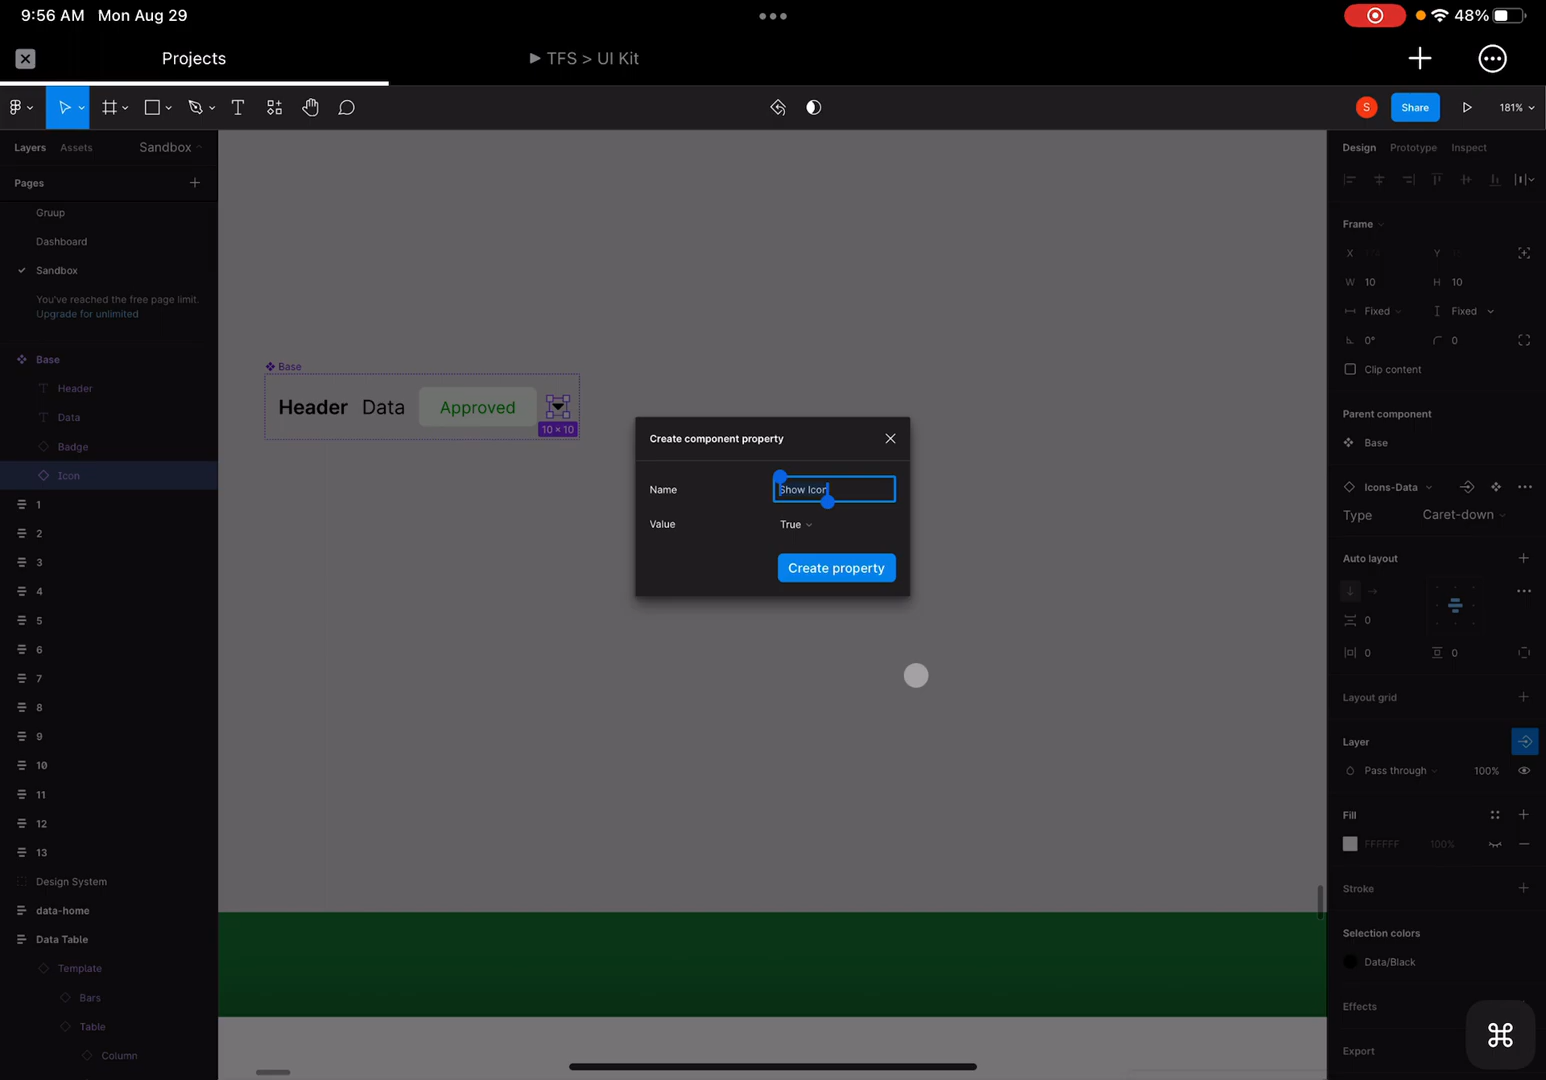 9:56 AM Mon Aug 29
48%
Projects
TFS > UI Kit
S
Share
181%
Layers
Assets
Sandbox
Pages
Gruup
Dashboard
Sandbox
You've reached the free page limit.
Upgrade for unlimited
Base
Header
Data
Badge
Icon
1
2
3
4
5
6
7
8
9
10
11
12
13
Design System
data-home
Data Table
Template
Bars
Table
Column
Base
Header Data Approved
10 × 10
Create component property
Name
Show Icon
Value
True
Create property
Design
Prototype
Inspect
Frame
X
Y
W 10
H 10
Fixed
Fixed
0°
0
Clip content
Parent component
Base
Icons-Data
Type
Caret-down
Auto layout
0
0
0
Layout grid
Layer
Pass through
100%
Fill
FFFFFF
100%
Stroke
Selection colors
Data/Black
Effects
Export